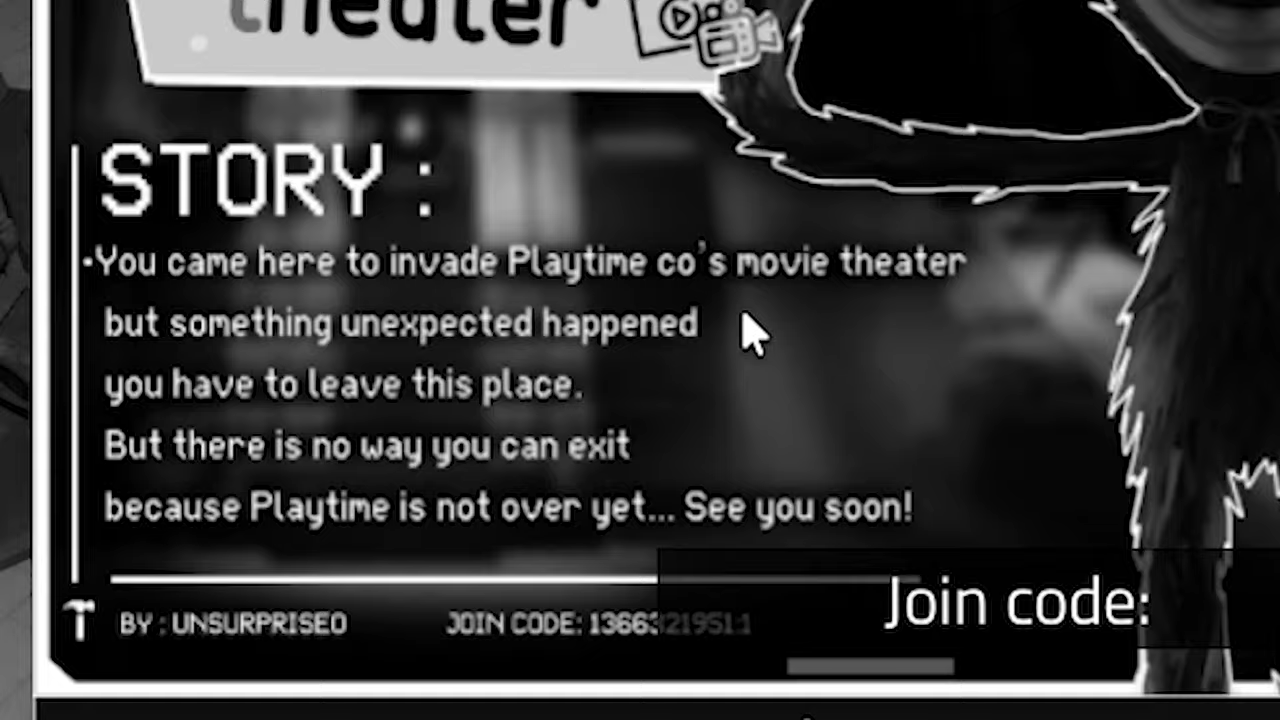 theater
STORY :
-You came here to invade Playtime co's movie theater
but something unexpected happened
you have to leave this place.
But there is no way you can exit
because Playtime is not over yet... See you soon!
BY : UNSURPRISEO
JOIN CODE: 13663219511
Join code: